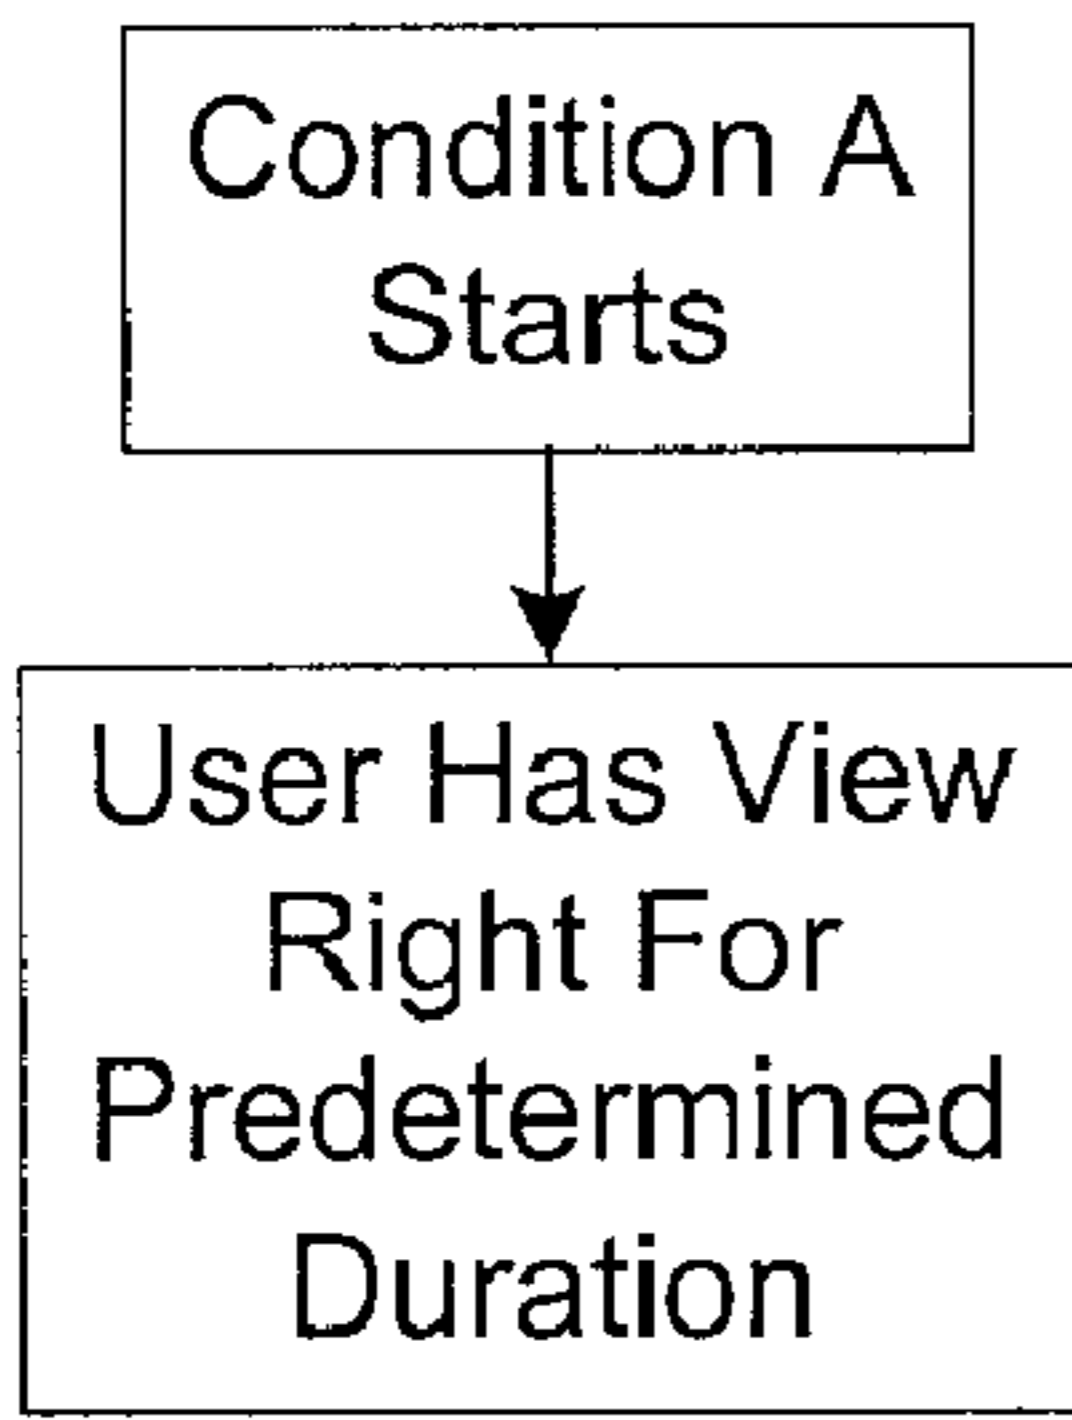 Condition A
Starts
User Has View
Right For
Predetermined
Duration